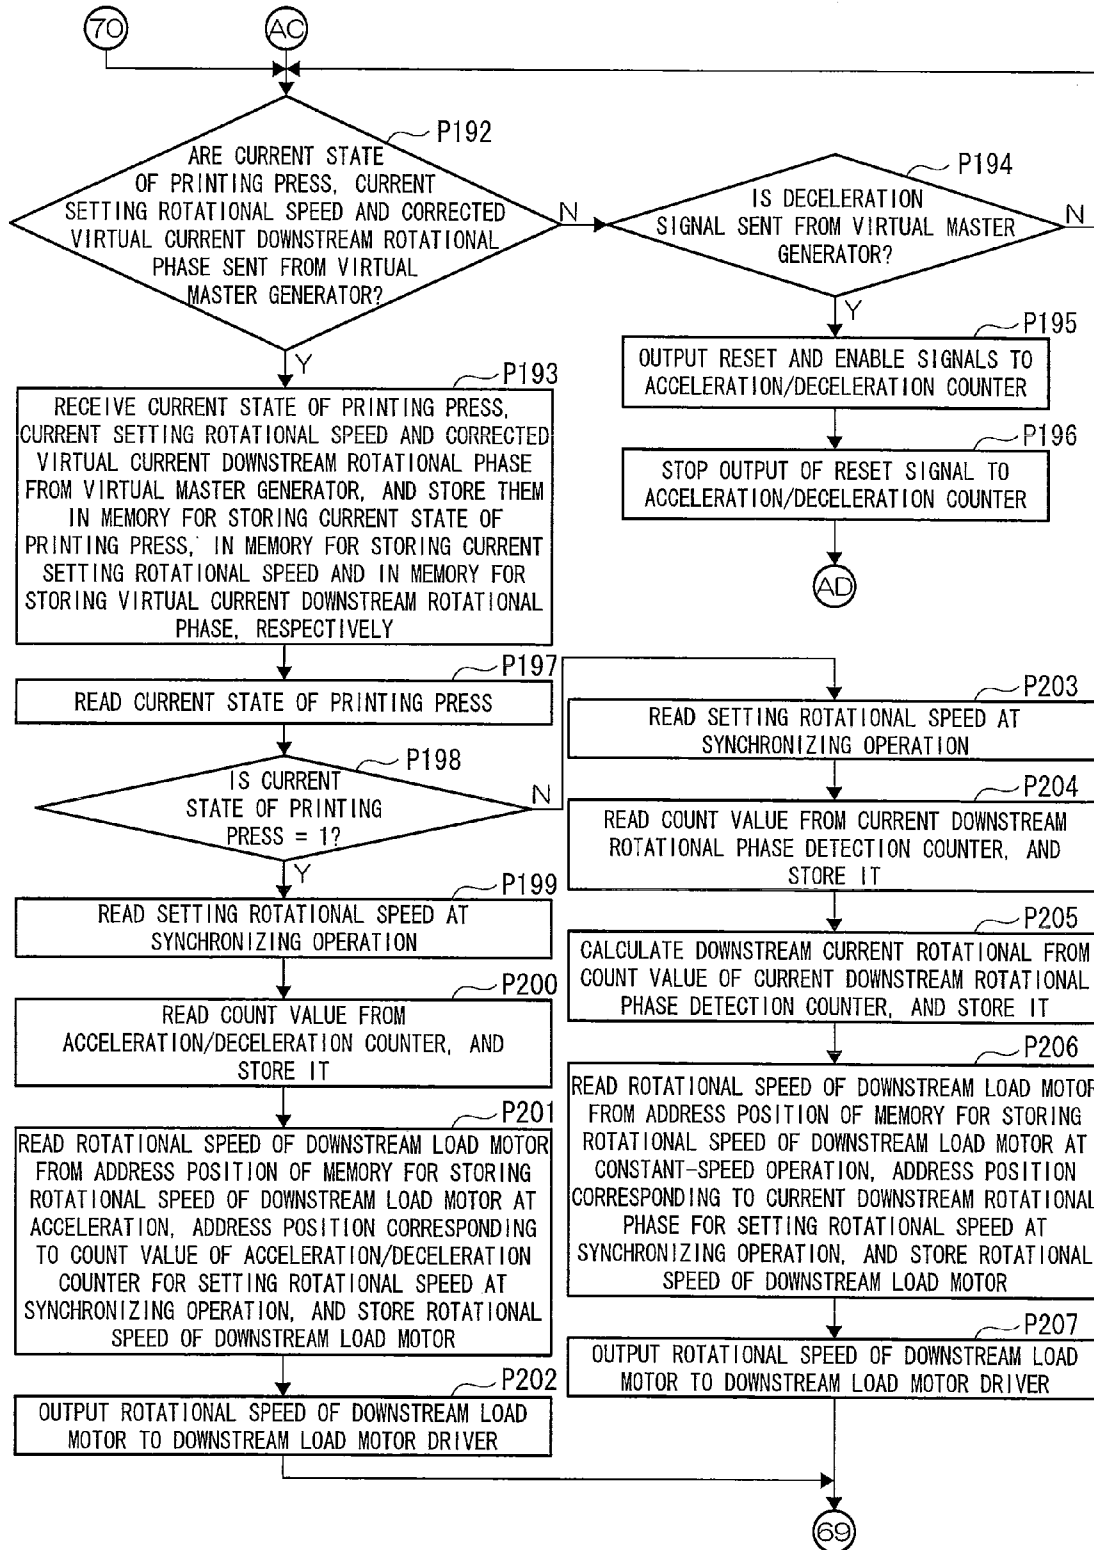 70
AC
P192
ARE CURRENT STATE
OF PRINTING PRESS, CURRENT
SETTING ROTATIONAL SPEED AND CORRECTED
VIRTUAL CURRENT DOWNSTREAM ROTATIONAL
PHASE SENT FROM VIRTUAL
MASTER GENERATOR?
N
Y
P194
IS DECELERATION
SIGNAL SENT FROM VIRTUAL MASTER
GENERATOR?
N
Y
P195
OUTPUT RESET AND ENABLE SIGNALS TO
ACCELERATION/DECELERATION COUNTER
P196
STOP OUTPUT OF RESET SIGNAL TO
ACCELERATION/DECELERATION COUNTER
AD
P193
RECEIVE CURRENT STATE OF PRINTING PRESS,
CURRENT SETTING ROTATIONAL SPEED AND CORRECTED
VIRTUAL CURRENT DOWNSTREAM ROTATIONAL PHASE
FROM VIRTUAL MASTER GENERATOR, AND STORE THEM
IN MEMORY FOR STORING CURRENT STATE OF
PRINTING PRESS, IN MEMORY FOR STORING CURRENT
SETTING ROTATIONAL SPEED AND IN MEMORY FOR
STORING VIRTUAL CURRENT DOWNSTREAM ROTATIONAL
PHASE, RESPECTIVELY
P197
READ CURRENT STATE OF PRINTING PRESS
P198
IS CURRENT
STATE OF PRINTING
PRESS = 1?
N
Y
P199
READ SETTING ROTATIONAL SPEED AT
SYNCHRONIZING OPERATION
P200
READ COUNT VALUE FROM
ACCELERATION/DECELERATION COUNTER, AND
STORE IT
P201
READ ROTATIONAL SPEED OF DOWNSTREAM LOAD MOTOR
FROM ADDRESS POSITION OF MEMORY FOR STORING
ROTATIONAL SPEED OF DOWNSTREAM LOAD MOTOR AT
ACCELERATION, ADDRESS POSITION CORRESPONDING
TO COUNT VALUE OF ACCELERATION/DECELERATION
COUNTER FOR SETTING ROTATIONAL SPEED AT
SYNCHRONIZING OPERATION, AND STORE ROTATIONAL
SPEED OF DOWNSTREAM LOAD MOTOR
P202
OUTPUT ROTATIONAL SPEED OF DOWNSTREAM LOAD
MOTOR TO DOWNSTREAM LOAD MOTOR DRIVER
P203
READ SETTING ROTATIONAL SPEED AT
SYNCHRONIZING OPERATION
P204
READ COUNT VALUE FROM CURRENT DOWNSTREAM
ROTATIONAL PHASE DETECTION COUNTER, AND
STORE IT
P205
CALCULATE DOWNSTREAM CURRENT ROTATIONAL FROM
COUNT VALUE OF CURRENT DOWNSTREAM ROTATIONAL
PHASE DETECTION COUNTER, AND STORE IT
P206
READ ROTATIONAL SPEED OF DOWNSTREAM LOAD MOTOR
FROM ADDRESS POSITION OF MEMORY FOR STORING
ROTATIONAL SPEED OF DOWNSTREAM LOAD MOTOR AT
CONSTANT-SPEED OPERATION, ADDRESS POSITION
CORRESPONDING TO CURRENT DOWNSTREAM ROTATIONAL
PHASE FOR SETTING ROTATIONAL SPEED AT
SYNCHRONIZING OPERATION, AND STORE ROTATIONAL
SPEED OF DOWNSTREAM LOAD MOTOR
P207
OUTPUT ROTATIONAL SPEED OF DOWNSTREAM LOAD
MOTOR TO DOWNSTREAM LOAD MOTOR DRIVER
69